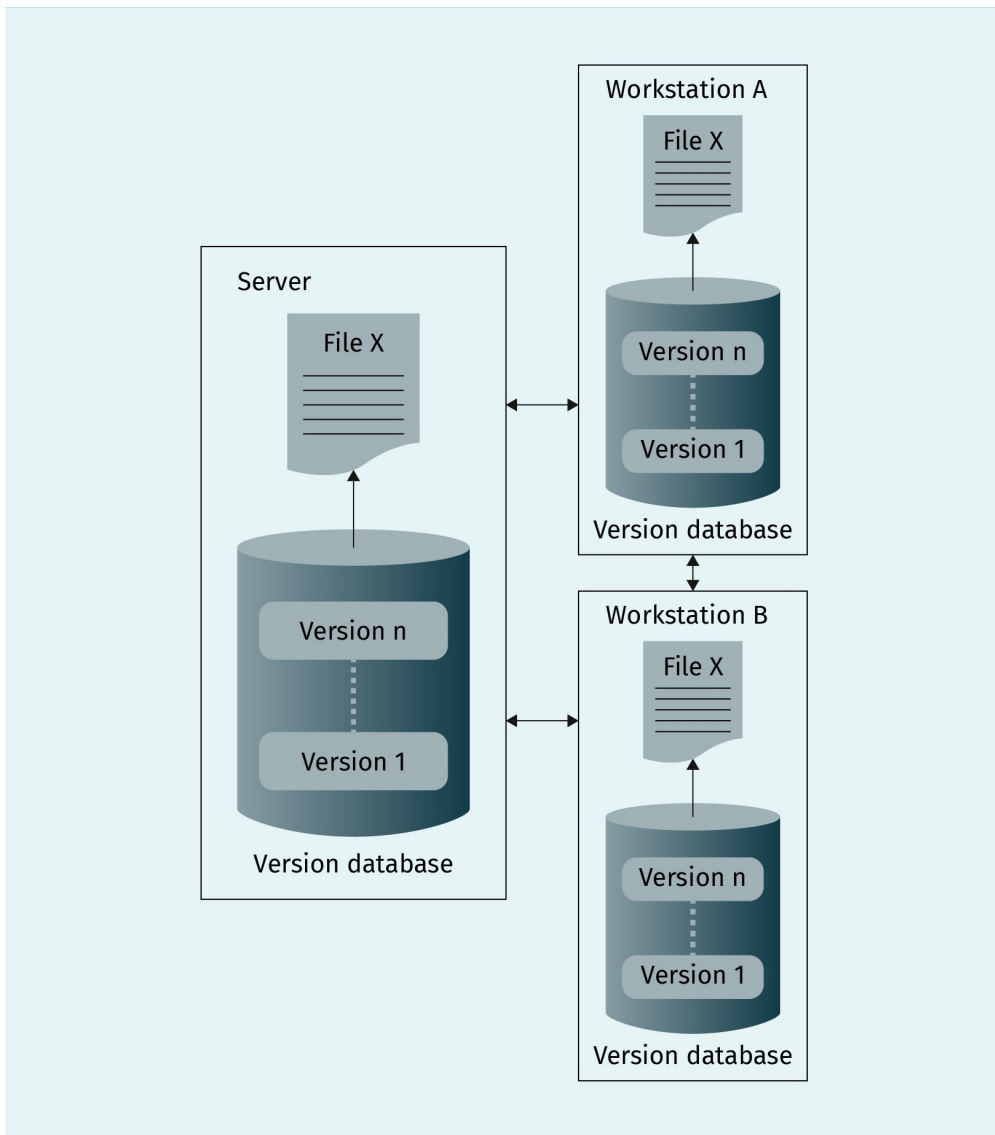 Server
File X
Version n
Version 1
Version database
Workstation A
File X
Version n
Version 1
Version database
Workstation B
File X
Version n
Version 1
Version database